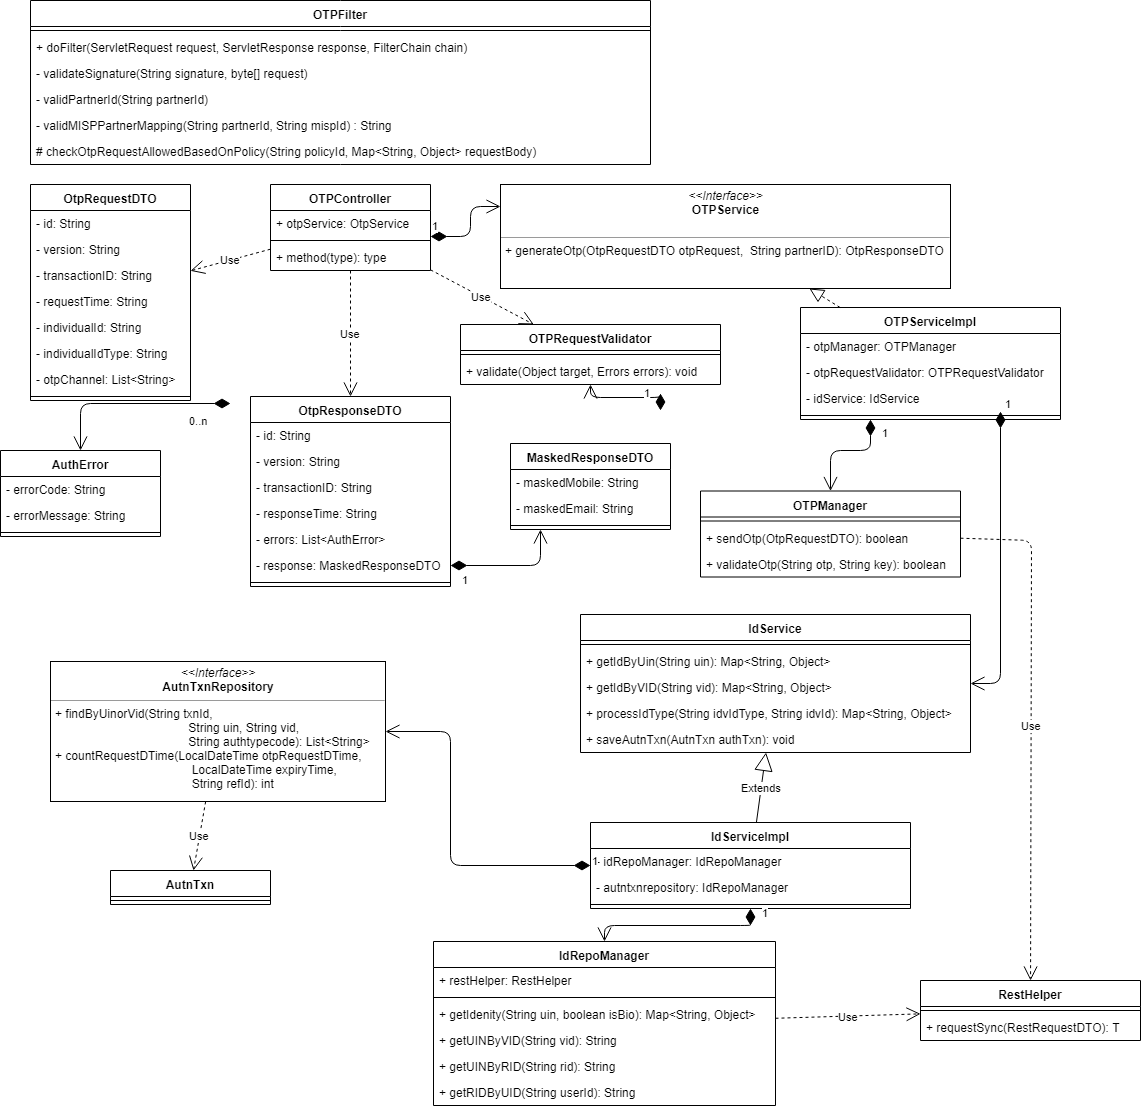 OTPFilter
+ doFilter(ServletRequest request, ServletResponse response, FilterChain chain)
- validateSignature(String signature, byte[] request)
- validPartnerId(String partnerId)
- validMISPPartnerMapping(String partnerId, String mispId) : String
# checkOtpRequestAllowedBasedOnPolicy(String policyId, Map<String, Object> requestBody)
OtpRequestDTO
- id: String
- version: String
- transactionID: String
- requestTime: String
- individualId: String
- individualIdType: String
- otpChannel: List<String>
OTPController
+ otpService: OtpService
+ method(type): type
1
<<Interface>>
OTPService
+ generateOtp(OtpRequestDTO otpRequest,  String partnerID): OtpResponseDTO
Use
Use
Use
OTPRequestValidator
+ validate(Object target, Errors errors): void
1
OTPServiceImpl
- otpManager: OTPManager
- otpRequestValidator: OTPRequestValidator
- idService: IdService
1
1
0..n
AuthError
- errorCode: String
- errorMessage: String
OtpResponseDTO
- id: String
- version: String
- transactionID: String
- responseTime: String
- errors: List<AuthError>
- response: MaskedResponseDTO
1
MaskedResponseDTO
- maskedMobile: String
- maskedEmail: String
OTPManager
+ sendOtp(OtpRequestDTO): boolean
+ validateOtp(String otp, String key): boolean
IdService
+ getIdByUin(String uin): Map<String, Object>
+ getIdByVID(String vid): Map<String, Object>
+ processIdType(String idvIdType, String idvId): Map<String, Object>
+ saveAutnTxn(AutnTxn authTxn): void
Use
<<Interface>>
AutnTxnRepository
+ findByUinorVid(String txnId,
String uin, String vid,
String authtypecode): List<String>
+ countRequestDTime(LocalDateTime otpRequestDTime,
LocalDateTime expiryTime,
String refId): int
Use
AutnTxn
Extends
IdServiceImpl
1
- idRepoManager: IdRepoManager
- autntxnrepository: IdRepoManager
1
IdRepoManager
+ restHelper: RestHelper
+ getIdenity(String uin, boolean isBio): Map<String, Object>
+ getUINByVID(String vid): String
+ getUINByRID(String rid): String
+ getRIDByUID(String userId): String
Use
RestHelper
+ requestSync(RestRequestDTO): T